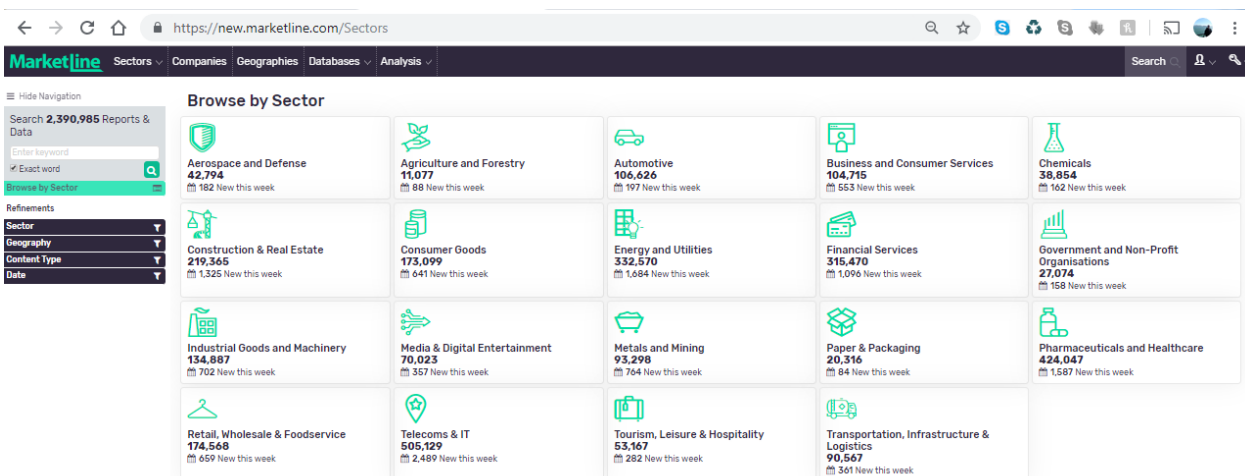 https://new.marketline.com/Sectors
Marketline Sectors Companies Geographies Databases Analysis Search
Hide Navigation
Search 2,390,985 Reports &
Data
Enter keyword
Exact word
Browse by Sector
Refinements
Sector
Geography
Content Type
Date
Browse by Sector
Aerospace and Defense
42,794
182 New this week
Agriculture and Forestry
11,077
88 New this week
Automotive
106,626
197 New this week
Business and Consumer Services
104,715
553 New this week
Chemicals
38,854
162 New this week
Construction & Real Estate
219,365
1,325 New this week
Consumer Goods
173,099
641 New this week
Energy and Utilities
332,570
1,684 New this week
Financial Services
315,470
1,096 New this week
Government and Non-Profit
Organisations
27,074
158 New this week
Industrial Goods and Machinery
134,887
702 New this week
Media & Digital Entertainment
70,023
357 New this week
Metals and Mining
93,298
764 New this week
Paper & Packaging
20,316
84 New this week
Pharmaceuticals and Healthcare
424,047
1,587 New this week
Retail, Wholesale & Foodservice
174,568
659 New this week
Telecoms & IT
505,129
2,489 New this week
Tourism, Leisure & Hospitality
53,167
282 New this week
Transportation, Infrastructure &
Logistics
90,567
361 New this week